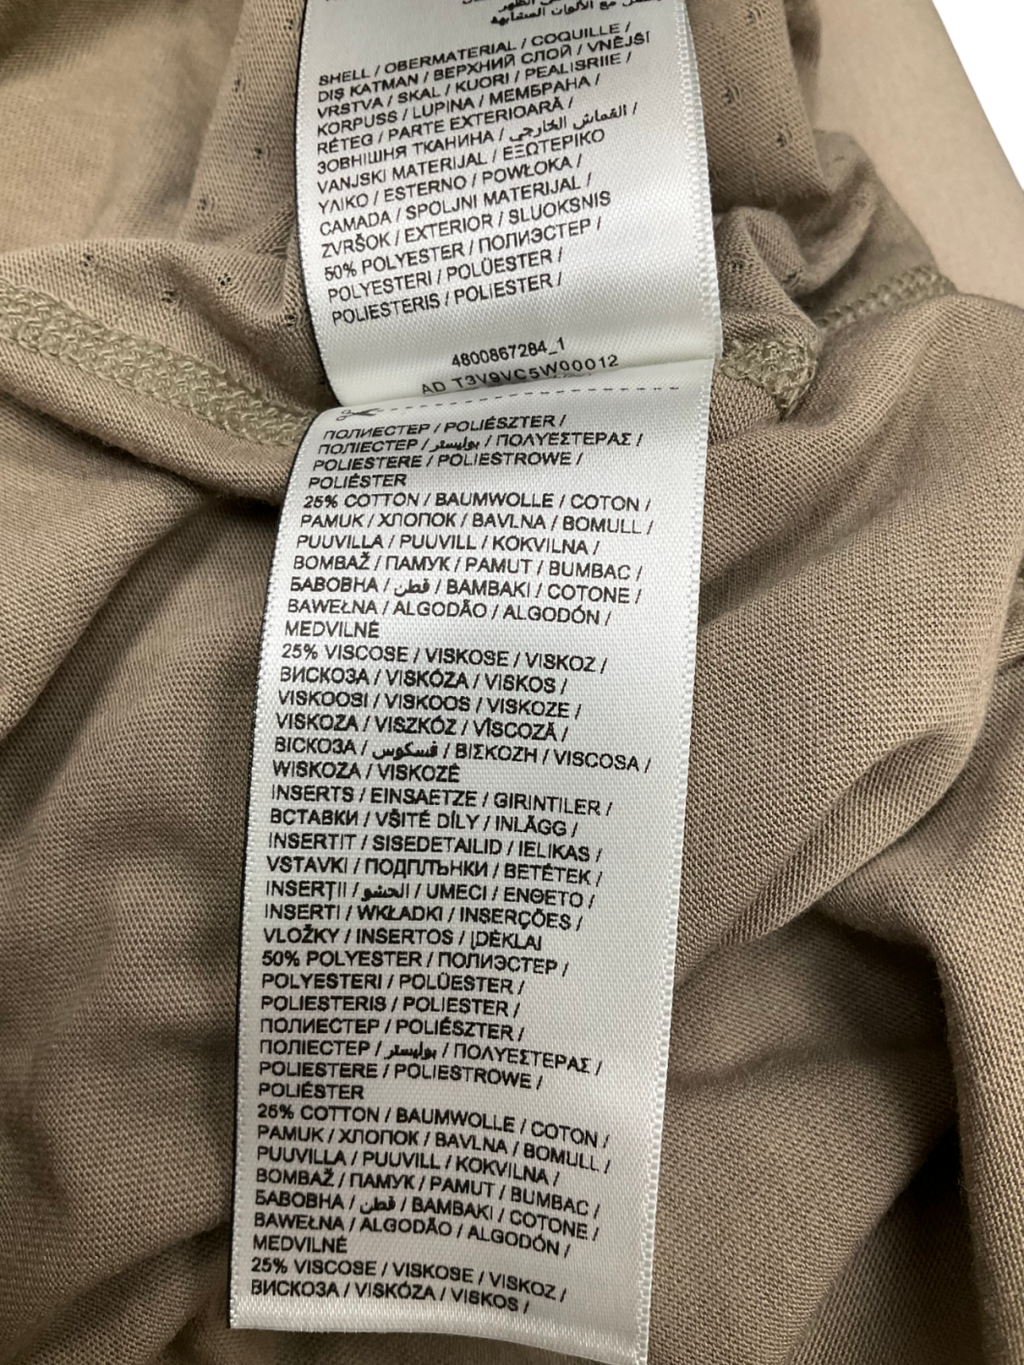 مع الألوان المتشابهة
SHELL / OBERMATERIAL / COQUILLE /
DIŞ KATMAN / ВЕРХНИЙ СЛОЙ / VNĚJŠÍ
VRSTVA / SKAL / KUORI / PEALISRIIE /
KORPUSS / LUPINA / МЕМБРАНА /
RÉTEG / PARTE EXTERIOARĂ /
ЗОВНІШНЯ ТКАНИНА / القماش الخارجي /
VANJSKI MATERIJAL / ΕΞΩΤΕΡΙΚΟ
ΥΛΙΚΟ / ESTERNO / POWŁOKA /
CAMADA / SPOLJNI MATERIJAL /
ZVRŠOK / EXTERIOR / SLUOKSNIS
50% POLYESTER / ПОЛИЭСТЕР /
POLYESTERI / POLÜESTER /
POLIESTERIS / POLIESTER /
4800867284_1
AD T3V9VC5W00012
ПОЛИЕСТЕР / POLIÉSZTER /
ПОЛІЕСТЕР / بوليستر / ΠΟΛΥΕΣΤΕΡΑΣ /
POLIESTERE / POLIESTROWE /
POLIÉSTER
25% COTTON / BAUMWOLLE / COTON /
PAMUK / ХЛОПОК / BAVLNA / BOMULL /
PUUVILLA / PUUVILL / KOKVILNA /
BOMBAŽ / ПАМУК / PAMUT / BUMBAC /
БАВОВНА / قطن / BAMBAKI / COTONE /
BAWEŁNA / ALGODÃO / ALGODÓN /
MEDVILNĖ
25% VISCOSE / VISKOSE / VISKOZ /
ВИСКОЗА / VISKÓZA / VISKOS /
VISKOOSI / VISKOOS / VISKOZE /
VISKOZA / VISZKÓZ / VÎSCOZĂ /
ВІСКОЗА / فسكوس / ΒΙΣΚΟΖΗ / VISCOSA /
WISKOZA / VISKOZĖ
INSERTS / EINSAETZE / GIRINTILER /
ВСТАВКИ / VŠITÉ DÍLY / INLÄGG /
INSERTIT / SISEDETAILID / IELIKAS /
VSTAVKI / ПОДПЛЪНКИ / BETÉTEK /
INSERȚII / الحشو / UMECI / ΕΝΘΕΤΟ /
INSERTI / WKŁADKI / INSERÇÕES /
VLOŽKY / INSERTOS / ĮDĖKLAI
50% POLYESTER / ПОЛИЭСТЕР /
POLYESTERI / POLÜESTER /
POLIESTERIS / POLIESTER /
ПОЛИЕСТЕР / POLIÉSZTER /
ПОЛІЕСТЕР / بوليستر / ΠΟΛΥΕΣΤΕΡΑΣ /
POLIESTERE / POLIESTROWE /
POLIÉSTER
25% COTTON / BAUMWOLLE / COTON /
PAMUK / ХЛОПОК / BAVLNA / BOMULL /
PUUVILLA / PUUVILL / KOKVILNA /
BOMBAŽ / ПАМУК / PAMUT / BUMBAC /
БАВОВНА / قطن / BAMBAKI / COTONE /
BAWEŁNA / ALGODÃO / ALGODÓN /
MEDVILNĖ
25% VISCOSE / VISKOSE / VISKOZ /
ВИСКОЗА / VISKÓZA / VISKOS /